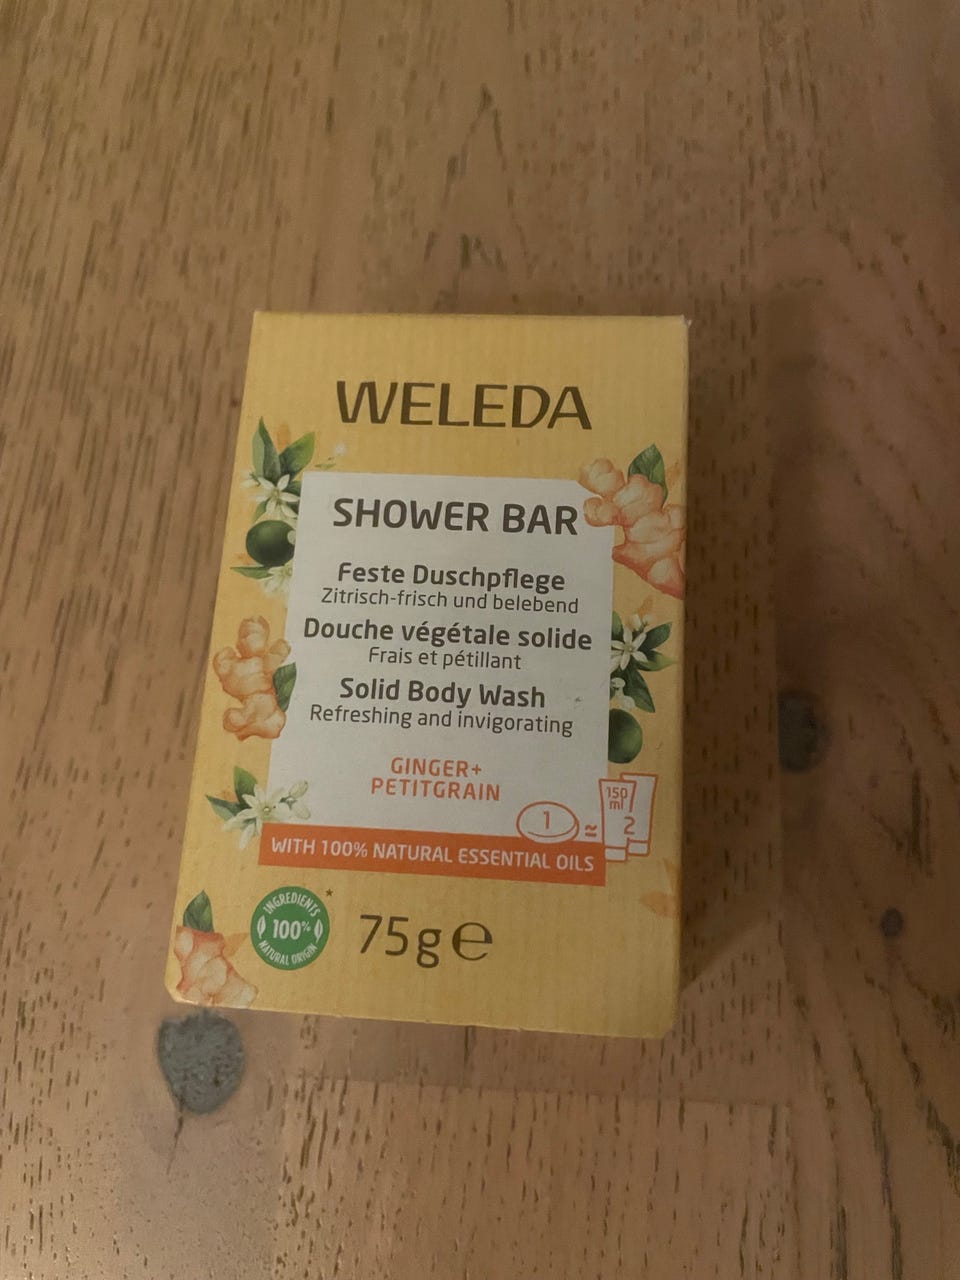 WELEDA
SHOWER BAR
Feste Duschpflege
Zitrisch-frisch und belebend
Douche végétale solide
Frais et pétillant
Solid Body Wash
Refreshing and invigorating
GINGER+
PETITGRAIN
1 ≈ 150 ml 2
WITH 100% NATURAL ESSENTIAL OILS
INGREDIENTS *
100%
NATURAL ORIGIN
75g ℮